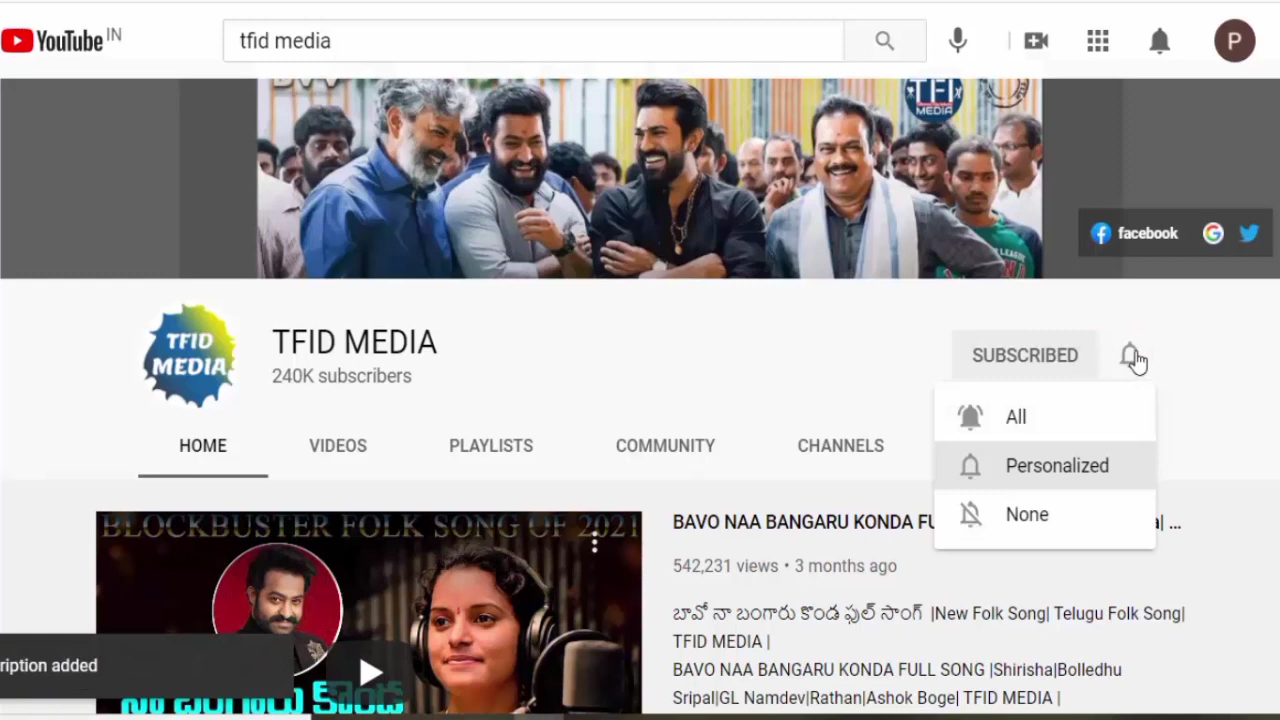 YouTube IN
tfid media
P
TFI
MEDIA
facebook
TFID
MEDIA
TFID MEDIA
240K subscribers
SUBSCRIBED
All
Personalized
None
HOME
VIDEOS
PLAYLISTS
COMMUNITY
CHANNELS
BLOCKBUSTER FOLK SONG OF 2021
BAVO NAA BANGARU KONDA FU
| ...
542,231 views • 3 months ago
బావో నా బంగారు కొండ ఫుల్ సాంగ్ |New Folk Song| Telugu Folk Song|
TFID MEDIA |
BAVO NAA BANGARU KONDA FULL SONG |Shirisha|Bolledhu
Sripal|GL Namdev|Rathan|Ashok Boge| TFID MEDIA |
ription added
నా బంగారు కొండ